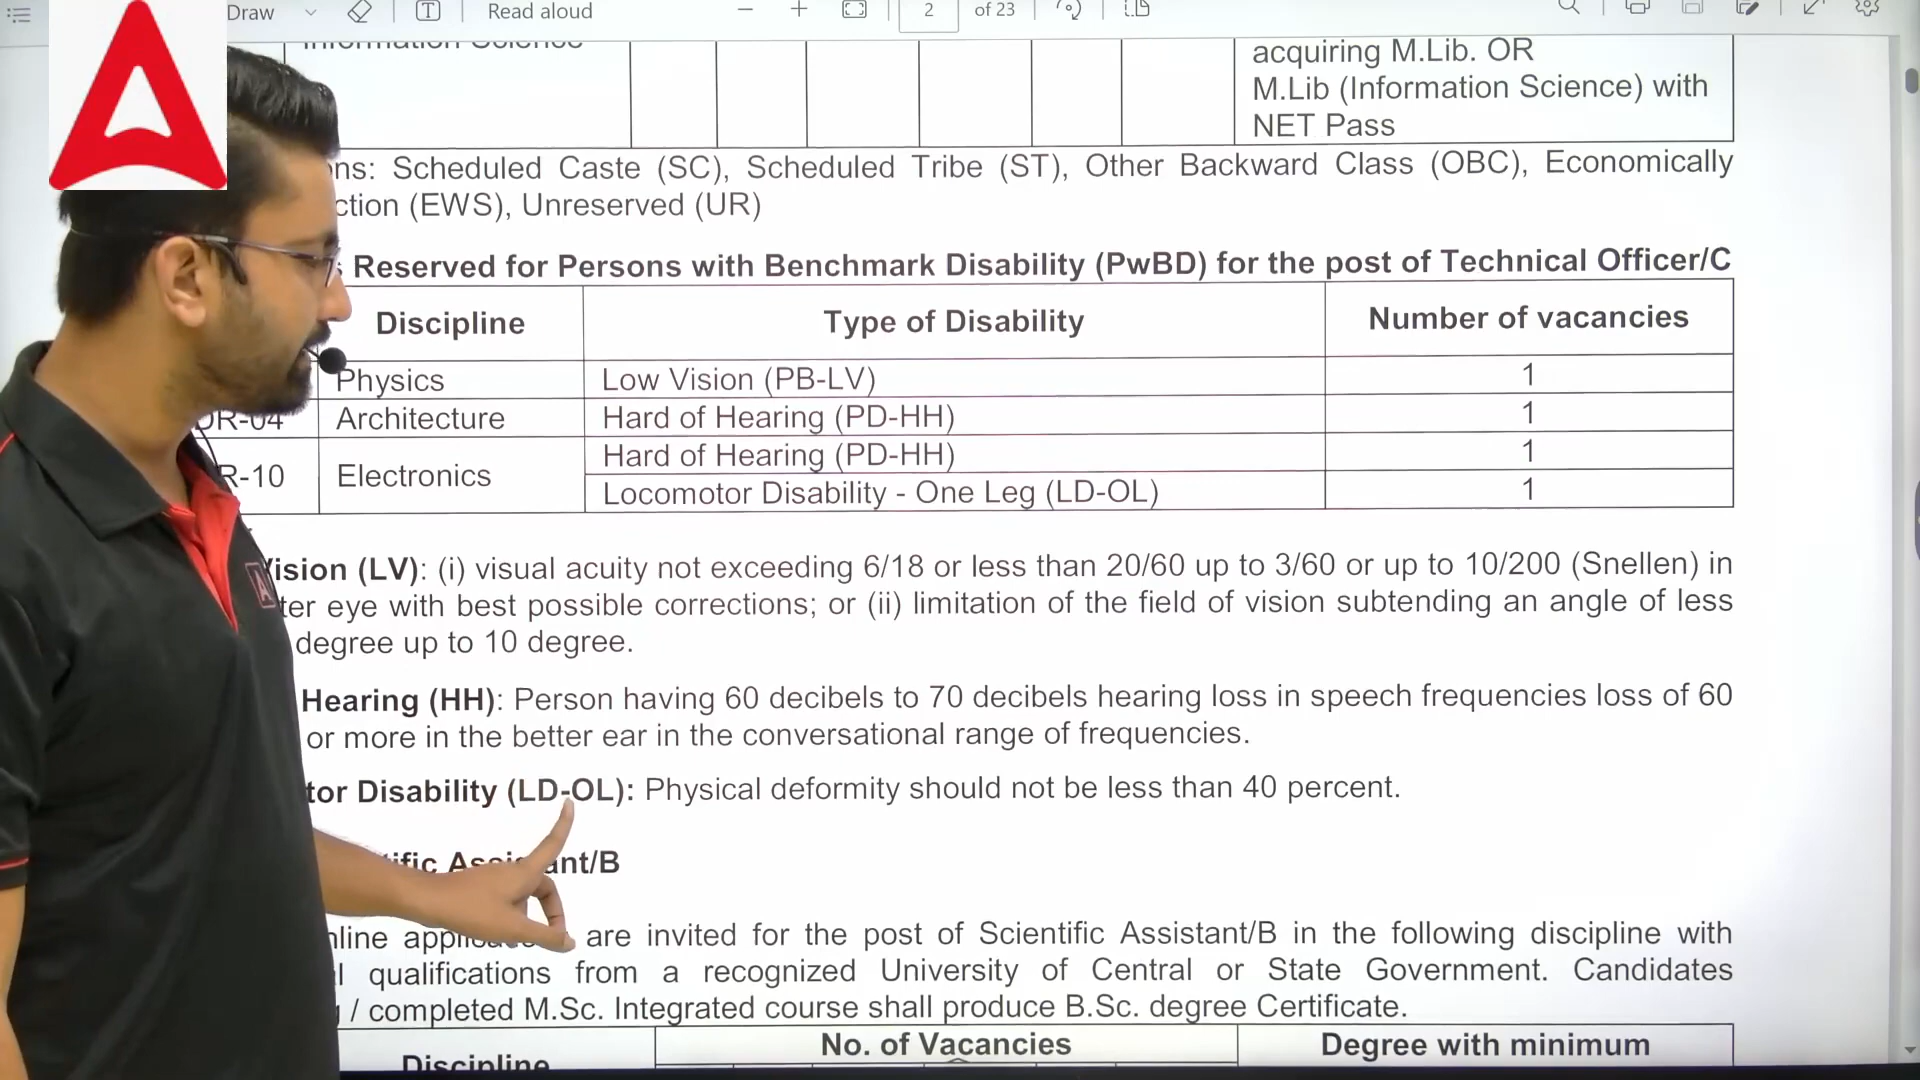 Draw
Read aloud
2
of 23
acquiring M.Lib. OR
M.Lib (Information Science) with
NET Pass
ns: Scheduled Caste (SC), Scheduled Tribe (ST), Other Backward Class (OBC), Economically
ction (EWS), Unreserved (UR)
Reserved for Persons with Benchmark Disability (PwBD) for the post of Technical Officer/C
Discipline Type of Disability Number of vacancies
Physics Low Vision (PB-LV) 1
DR-04 Architecture Hard of Hearing (PD-HH) 1
R-10 Electronics Hard of Hearing (PD-HH) 1
Locomotor Disability - One Leg (LD-OL) 1
ision (LV): (i) visual acuity not exceeding 6/18 or less than 20/60 up to 3/60 or up to 10/200 (Snellen) in
ter eye with best possible corrections; or (ii) limitation of the field of vision subtending an angle of less
degree up to 10 degree.
Hearing (HH): Person having 60 decibels to 70 decibels hearing loss in speech frequencies loss of 60
or more in the better ear in the conversational range of frequencies.
tor Disability (LD-OL): Physical deformity should not be less than 40 percent.
are invited for the post of Scientific Assistant/B in the following discipline with
qualifications from a recognized University of Central or State Government. Candidates
/ completed M.Sc. Integrated course shall produce B.Sc. degree Certificate.
Discipline No. of Vacancies Degree with minimum